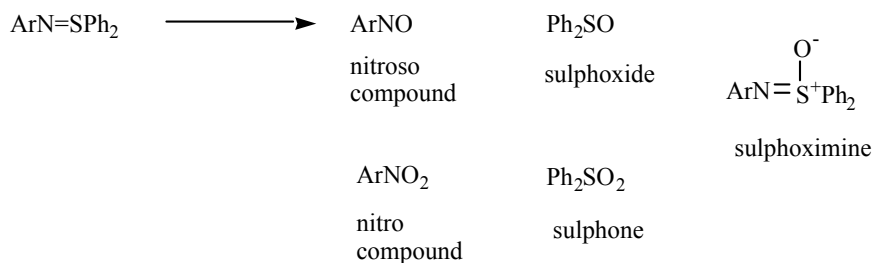 ArN=SPh₂
ArNO
nitroso
compound
Ph₂SO
sulphoxide
O⁻
ArN=S⁺Ph₂
sulphoximine
ArNO₂
nitro
compound
Ph₂SO₂
sulphone